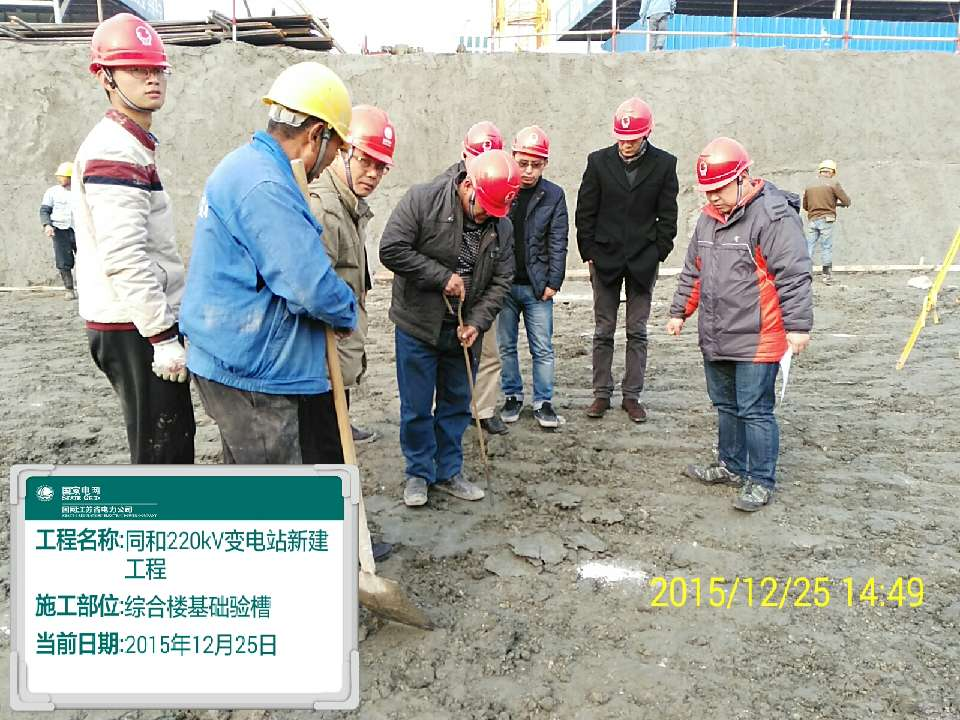 国家电网
STATE GRID
国网江苏省电力公司
工程名称:同和220kV变电站新建
工程
施工部位:综合楼基础验槽
当前日期:2015年12月25日
2015/12/25 14:49